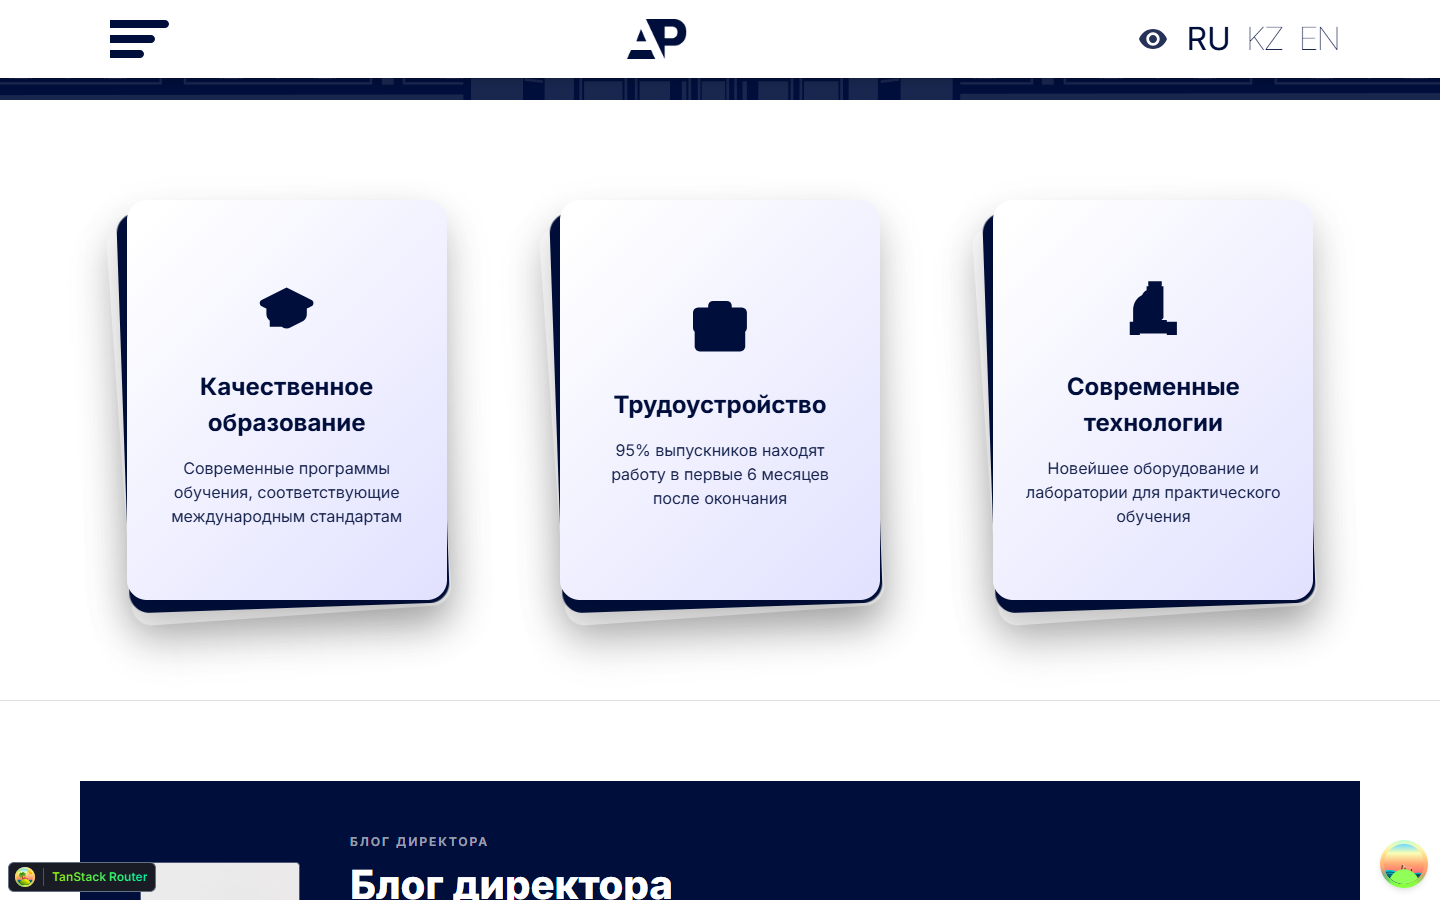 AP
RU KZ EN
Качественное
образование
Современные программы
обучения, соответствующие
международным стандартам
Трудоустройство
95% выпускников находят
работу в первые 6 месяцев
после окончания
Современные
технологии
Новейшее оборудование и
лаборатории для практического
обучения
БЛОГ ДИРЕКТОРА
Блог директора
TanStack Router